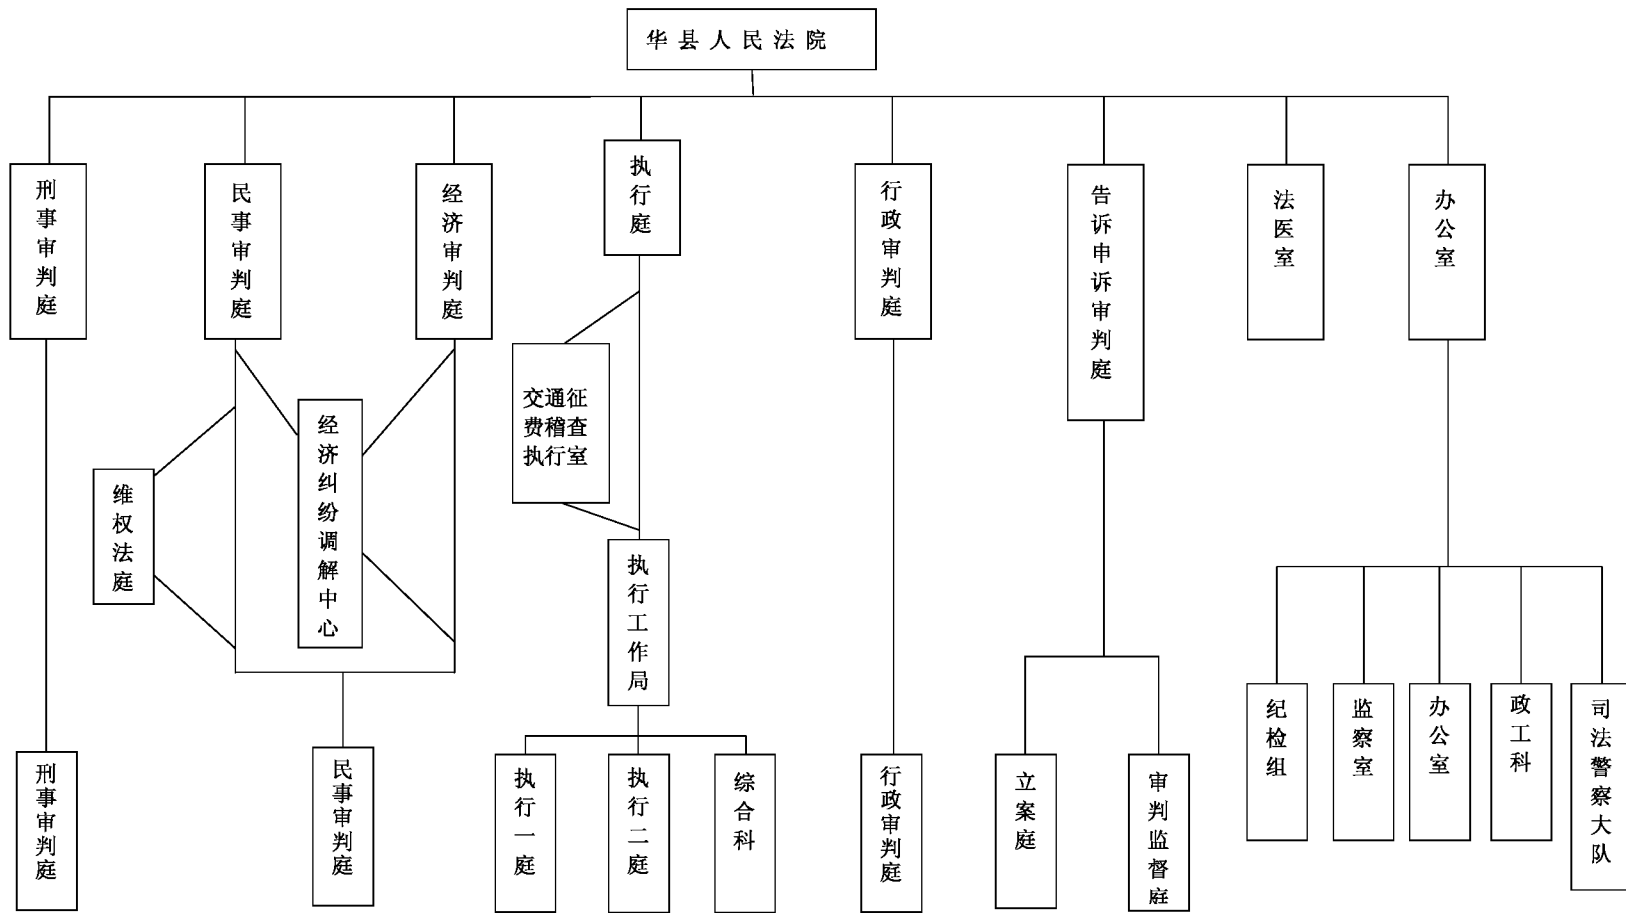 华县人民法院
刑事审判庭
民事审判庭
经济审判庭
执行庭
行政审判庭
告诉申诉审判庭
法医室
办公室
交通征
费稽查
执行室
经济纠纷调解中心
维权法庭
执行工作局
纪检组
监察室
办公室
政工科
司法警察大队
刑事审判庭
民事审判庭
执行一庭
执行二庭
综合科
行政审判庭
立案庭
审判监督庭